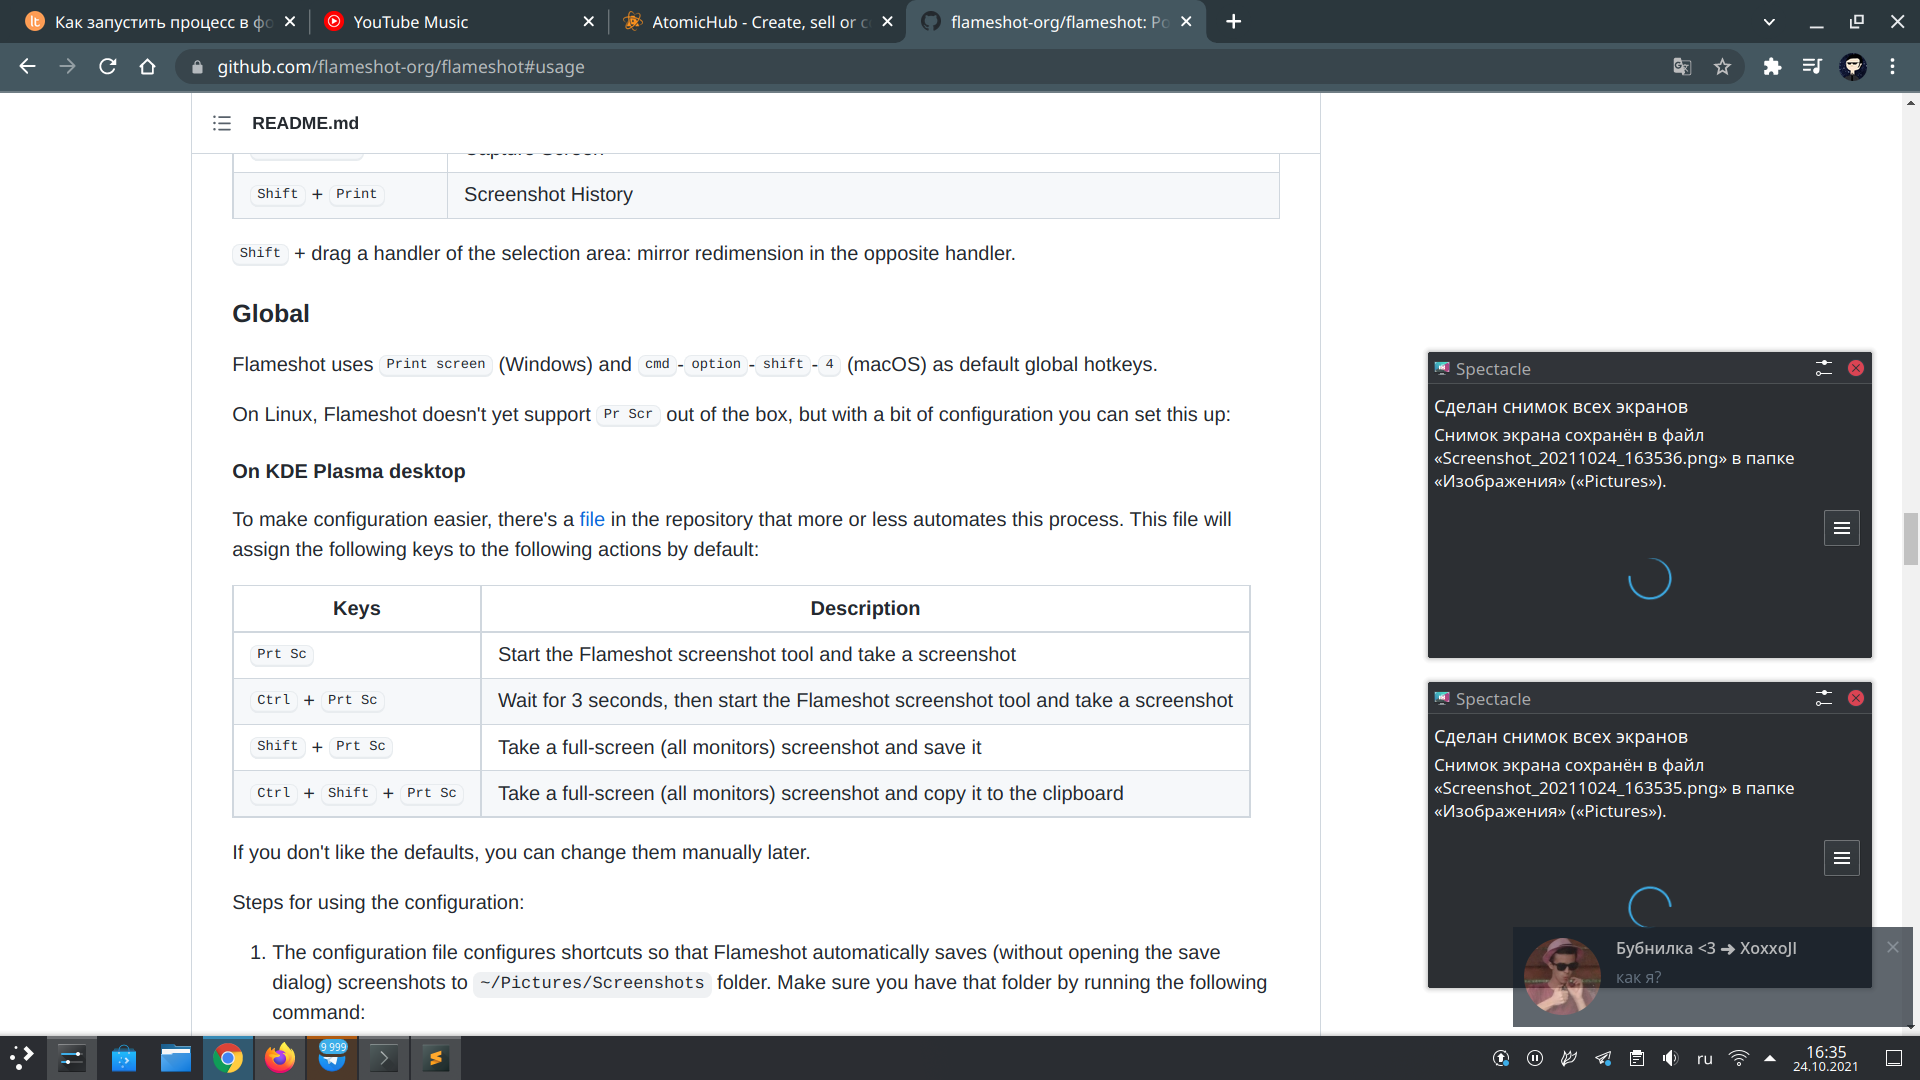 Как запустить процесс в фо
YouTube Music
AtomicHub - Create, sell or co
flameshot-org/flameshot: Po
github.com/flameshot-org/flameshot#usage
README.md
Capture Screen
Shift + Print
Screenshot History
Shift + drag a handler of the selection area: mirror redimension in the opposite handler.
Global
Flameshot uses Print screen (Windows) and cmd-option-shift-4 (macOS) as default global hotkeys.
On Linux, Flameshot doesn't yet support Pr Scr out of the box, but with a bit of configuration you can set this up:
On KDE Plasma desktop
To make configuration easier, there's a file in the repository that more or less automates this process. This file will
assign the following keys to the following actions by default:
Keys
Description
Prt Sc
Start the Flameshot screenshot tool and take a screenshot
Ctrl + Prt Sc
Wait for 3 seconds, then start the Flameshot screenshot tool and take a screenshot
Shift + Prt Sc
Take a full-screen (all monitors) screenshot and save it
Ctrl + Shift + Prt Sc
Take a full-screen (all monitors) screenshot and copy it to the clipboard
If you don't like the defaults, you can change them manually later.
Steps for using the configuration:
1. The configuration file configures shortcuts so that Flameshot automatically saves (without opening the save
dialog) screenshots to ~/Pictures/Screenshots folder. Make sure you have that folder by running the following
command:
Spectacle
Сделан снимок всех экранов
Снимок экрана сохранён в файл
«Screenshot_20211024_163536.png» в папке
«Изображения» («Pictures»).
Spectacle
Сделан снимок всех экранов
Снимок экрана сохранён в файл
«Screenshot_20211024_163535.png» в папке
«Изображения» («Pictures»).
Бубнилка <3 ➜ XoxxoJI
как я?
9 999
ru
16:35
24.10.2021